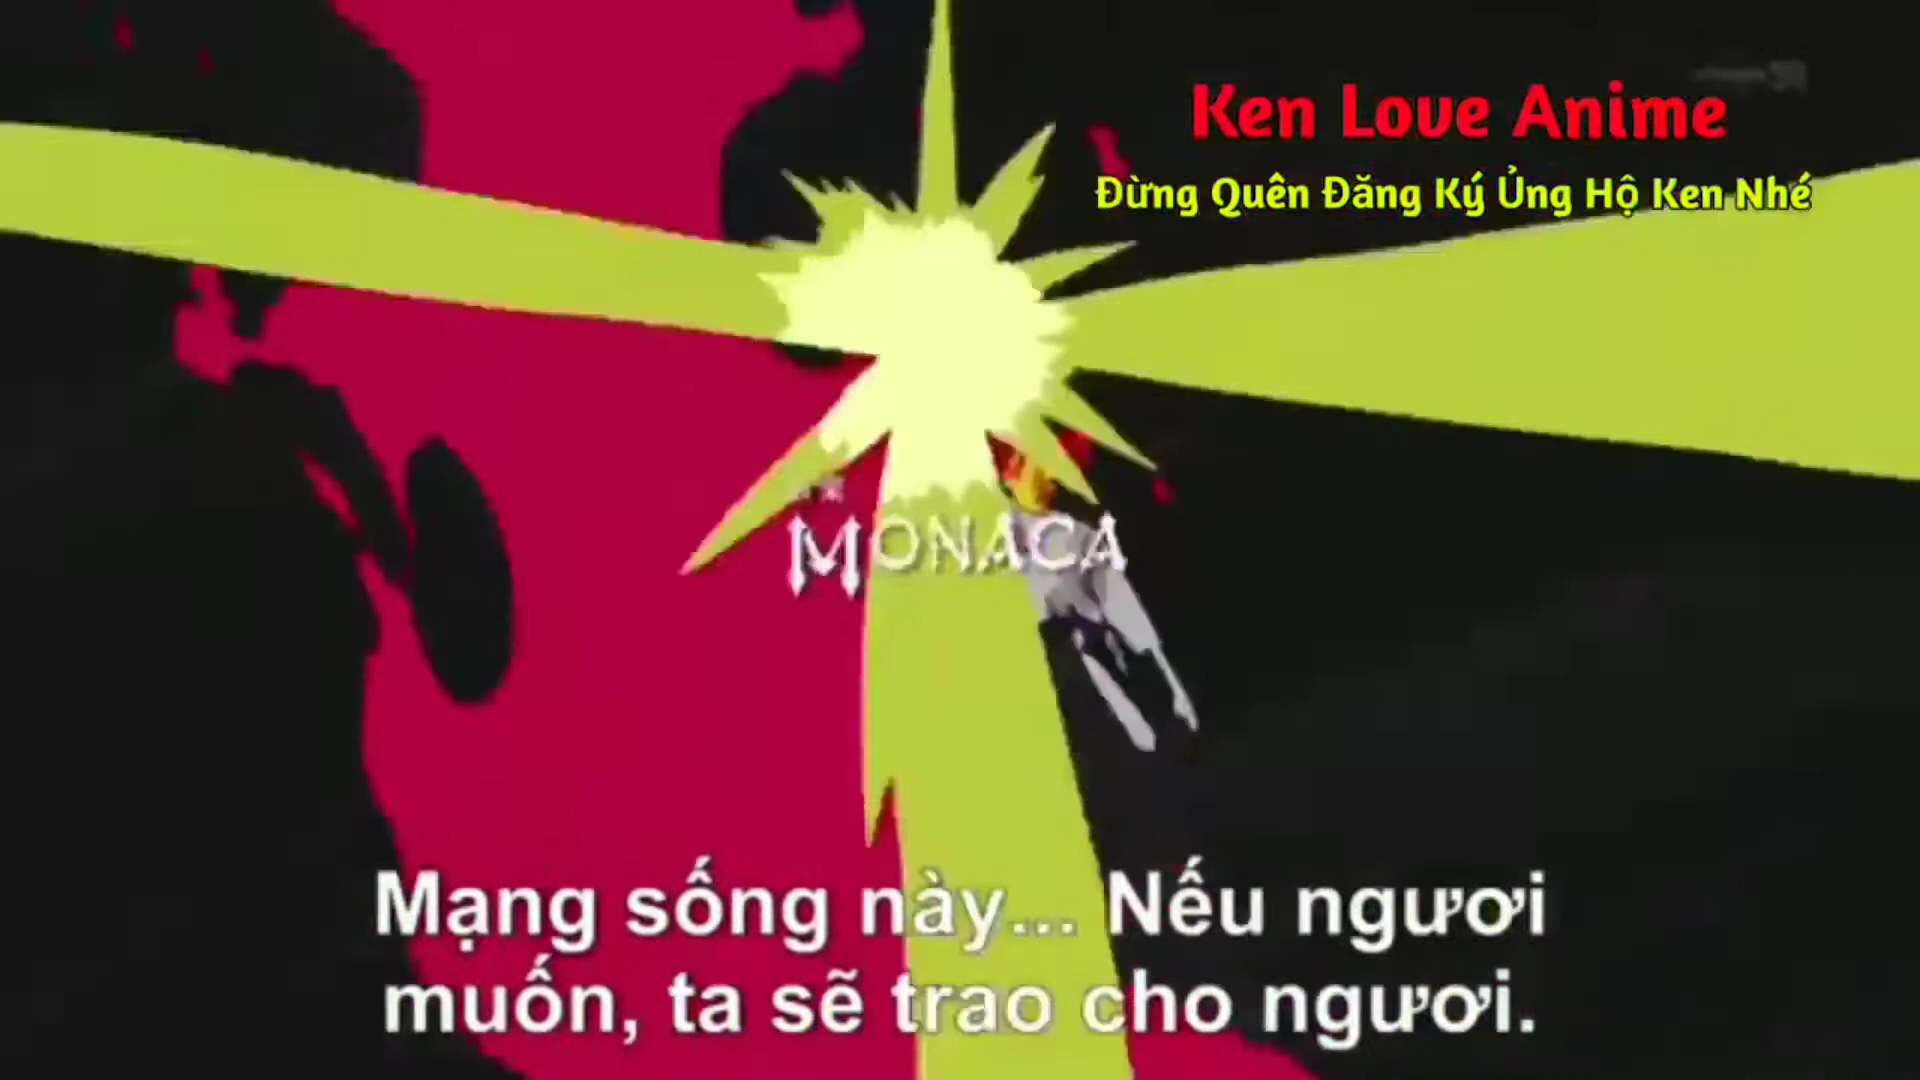 Ken Love Anime
Đừng Quên Đăng Ký Ủng Hộ Ken Nhé
MONACA
Mạng sống này... Nếu ngươi
muốn, ta sẽ trao cho ngươi.